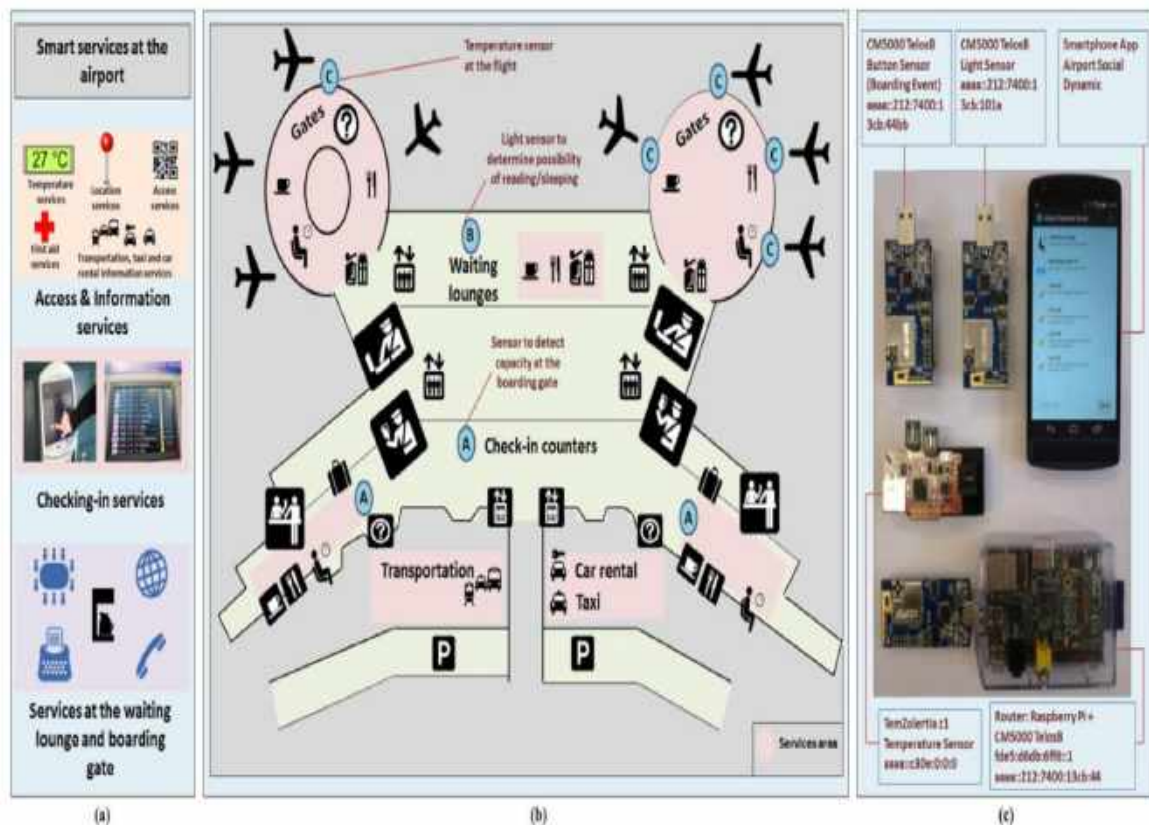 Smart services at the
airport
27 °C
Temperature
services
Location
services
Access
services
First aid
services
Transportation, taxi and car
rental information services
Access & Information
services
Checking-in services
Services at the waiting
lounge and boarding
gate
(a)
Temperature sensor
at the flight
C
Gates
?
Light sensor to
determine possibility
of reading/sleeping
B
Waiting
lounges
C
Gates
?
C
C
C
Sensor to detect
capacity at the
boarding gate
A
Check-in counters
A
A
?
?
Transportation
Car rental
Taxi
P
P
Services area
(b)
CM5000 TelosB
Button Sensor
(Boarding Event)
aaaa::212:7400:1
3cb:44bb
CM5000 TelosB
Light Sensor
aaaa::212:7400:1
3cb:101a
Smartphone App
Airport Social
Dynamic
TemZolertia z1
Temperature Sensor
aaaa::c30e:0:0:0
Router: Raspberry Pi +
CM5000 TelosB
fde5:d6db:6ff8::1
aaaa::212:7400:13cb:44
(c)